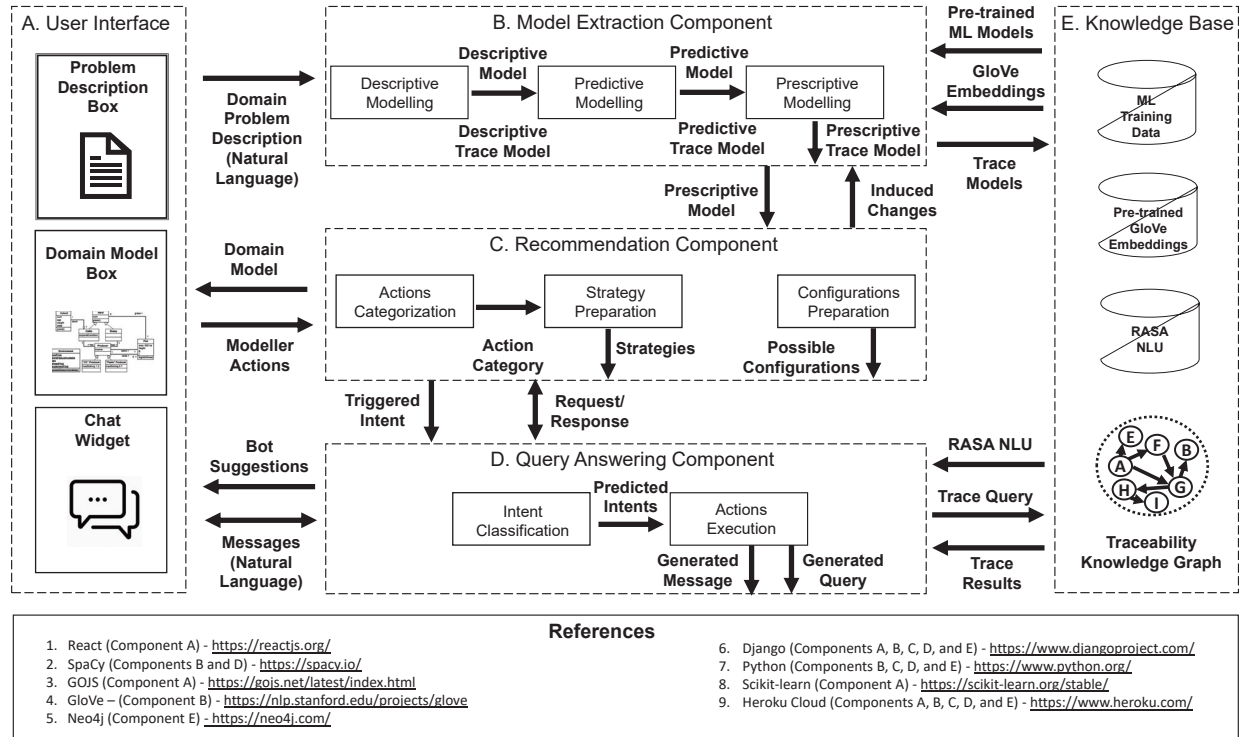 A. User Interface
Problem
Description
Box
Domain Model
Box
Chat
Widget
Domain
Problem
Description
(Natural
Language)
Domain
Model
Modeller
Actions
Bot
Suggestions
Messages
(Natural
Language)
B. Model Extraction Component
Descriptive
Modelling
Descriptive
Model
Descriptive
Trace Model
Predictive
Modelling
Predictive
Model
Predictive
Trace Model
Prescriptive
Modelling
Prescriptive
Trace Model
Prescriptive
Model
Induced
Changes
C. Recommendation Component
Actions
Categorization
Action
Category
Strategy
Preparation
Strategies
Configurations
Preparation
Possible
Configurations
Triggered
Intent
Request/
Response
D. Query Answering Component
Intent
Classification
Predicted
Intents
Actions
Execution
Generated
Message
Generated
Query
Pre-trained
ML Models
GloVe
Embeddings
Trace
Models
RASA NLU
Trace Query
Trace
Results
E. Knowledge Base
ML
Training
Data
Pre-trained
GloVe
Embeddings
RASA
NLU
E
F
B
A
G
H
I
Traceability
Knowledge Graph
References
1. React (Component A) - https://reactjs.org/
2. SpaCy (Components B and D) - https://spacy.io/
3. GOJS (Component A) - https://gojs.net/latest/index.html
4. GloVe – (Component B) - https://nlp.stanford.edu/projects/glove
5. Neo4j (Component E) - https://neo4j.com/
6. Django (Components A, B, C, D, and E) - https://www.djangoproject.com/
7. Python (Components B, C, D, and E) - https://www.python.org/
8. Scikit-learn (Component A) - https://scikit-learn.org/stable/
9. Heroku Cloud (Components A, B, C, D, and E) - https://www.heroku.com/